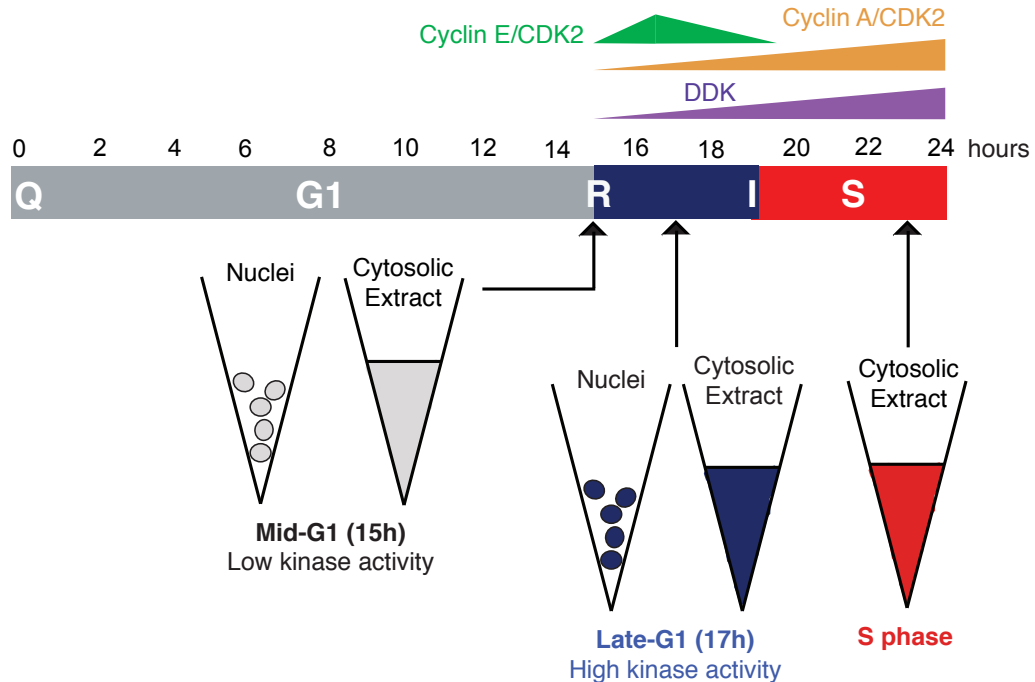 Cyclin E/CDK2
Cyclin A/CDK2
DDK
0 2 4 6 8 10 12 14 16 18 20 22 24 hours
Q G1 R I S
Nuclei
Cytosolic
Extract
Mid-G1 (15h)
Low kinase activity
Nuclei
Cytosolic
Extract
Late-G1 (17h)
High kinase activity
Cytosolic
Extract
S phase